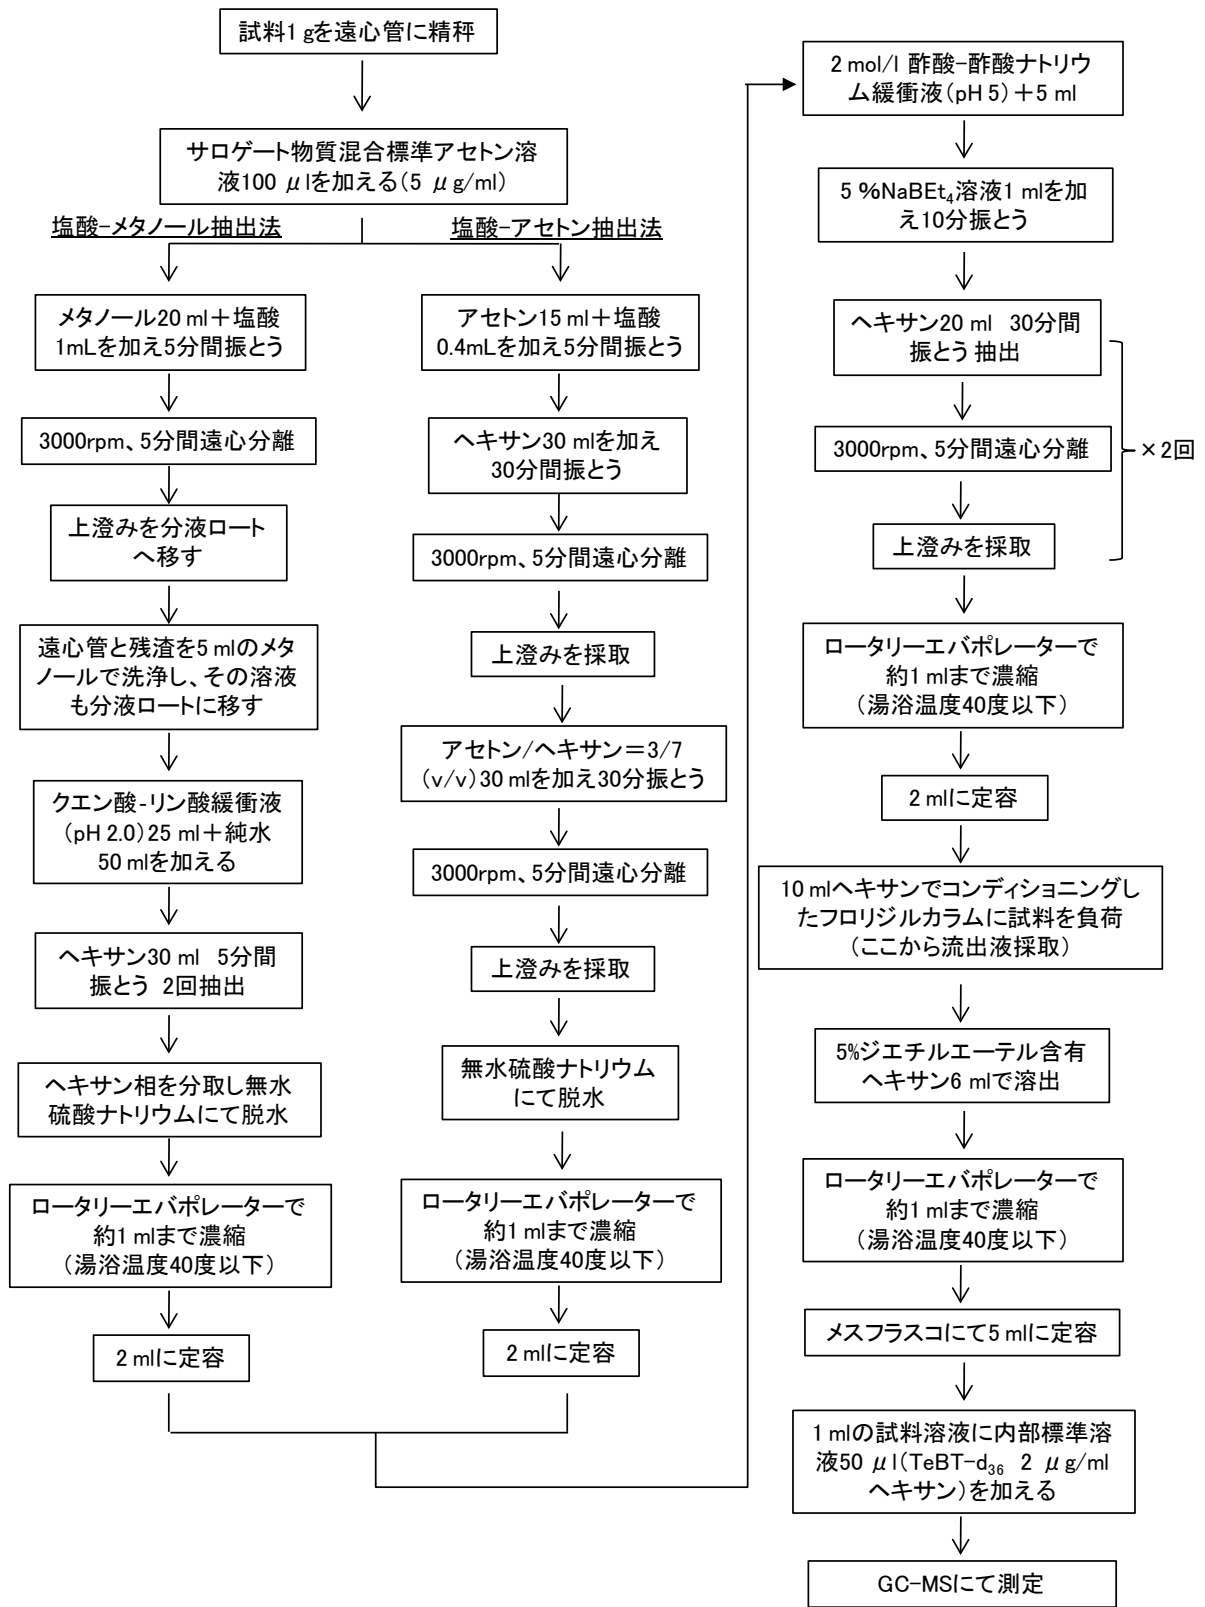 試料1 gを遠心管に精秤
サロゲート物質混合標準アセトン溶
液100 μlを加える(5 μg/ml)
塩酸-メタノール抽出法
メタノール20 ml＋塩酸
1mLを加え5分間振とう
3000rpm、5分間遠心分離
上澄みを分液ロート
へ移す
遠心管と残渣を5 mlのメタ
ノールで洗浄し、その溶液
も分液ロートに移す
クエン酸-リン酸緩衝液
(pH 2.0)25 ml＋純水
50 mlを加える
ヘキサン30 ml 5分間
振とう 2回抽出
ヘキサン相を分取し無水
硫酸ナトリウムにて脱水
ロータリーエバポレーターで
約1 mlまで濃縮
(湯浴温度40度以下)
2 mlに定容
塩酸-アセトン抽出法
アセトン15 ml＋塩酸
0.4mLを加え5分間振とう
ヘキサン30 mlを加え
30分間振とう
3000rpm、5分間遠心分離
上澄みを採取
アセトン/ヘキサン＝3/7
(v/v)30 mlを加え30分振とう
3000rpm、5分間遠心分離
上澄みを採取
無水硫酸ナトリウム
にて脱水
ロータリーエバポレーターで
約1 mlまで濃縮
(湯浴温度40度以下)
2 mlに定容
2 mol/l 酢酸-酢酸ナトリウ
ム緩衝液(pH 5)＋5 ml
5 %NaBEt₄溶液1 mlを加
え10分振とう
ヘキサン20 ml 30分間
振とう 抽出
3000rpm、5分間遠心分離
×2回
上澄みを採取
ロータリーエバポレーターで
約1 mlまで濃縮
(湯浴温度40度以下)
2 mlに定容
10 mlヘキサンでコンディショニングし
たフロリジルカラムに試料を負荷
(ここから流出液採取)
5%ジエチルエーテル含有
ヘキサン6 mlで溶出
ロータリーエバポレーターで
約1 mlまで濃縮
(湯浴温度40度以下)
メスフラスコにて5 mlに定容
1 mlの試料溶液に内部標準溶
液50 μl(TeBT-d₃₆ 2 μg/ml
ヘキサン)を加える
GC-MSにて測定